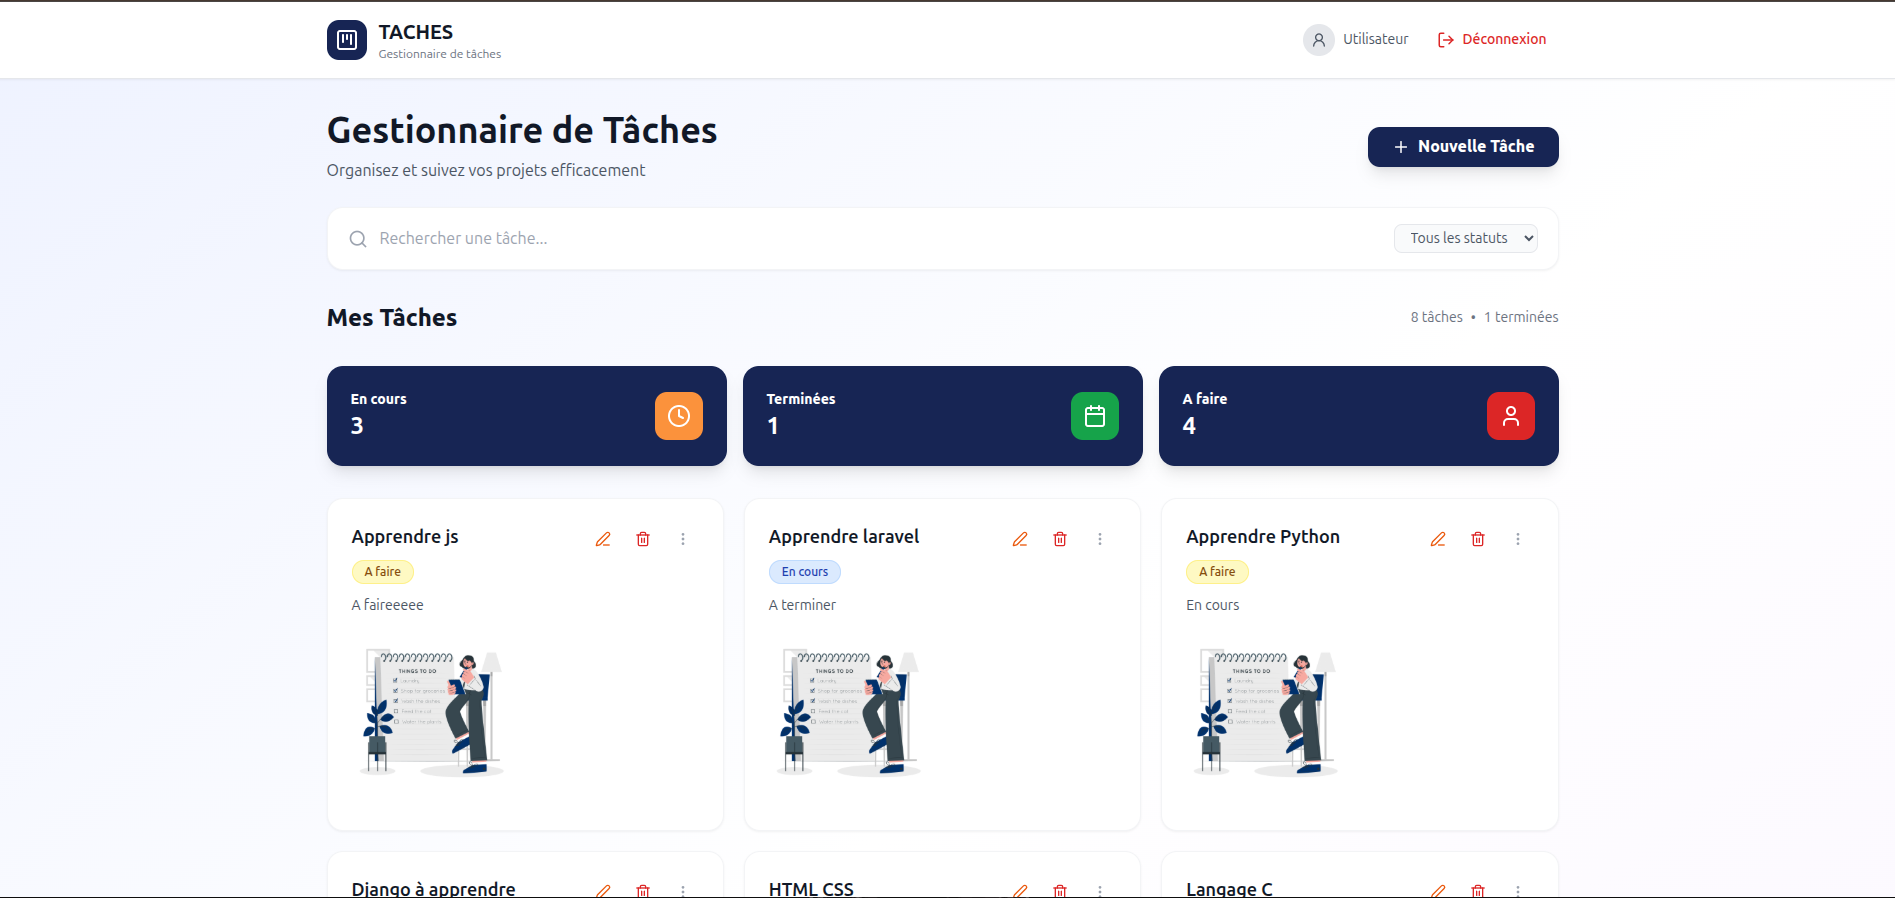 TACHES
Gestionnaire de tâches
Utilisateur
Déconnexion
Gestionnaire de Tâches
Organisez et suivez vos projets efficacement
Nouvelle Tâche
Rechercher une tâche...
Tous les statuts
Mes Tâches
8 tâches • 1 terminées
En cours
3
Terminées
1
A faire
4
Apprendre js
A faire
A faireeeee
THINGS TO DO
Apprendre laravel
En cours
A terminer
THINGS TO DO
Apprendre Python
A faire
En cours
THINGS TO DO
Django à apprendre
HTML CSS
Langage C